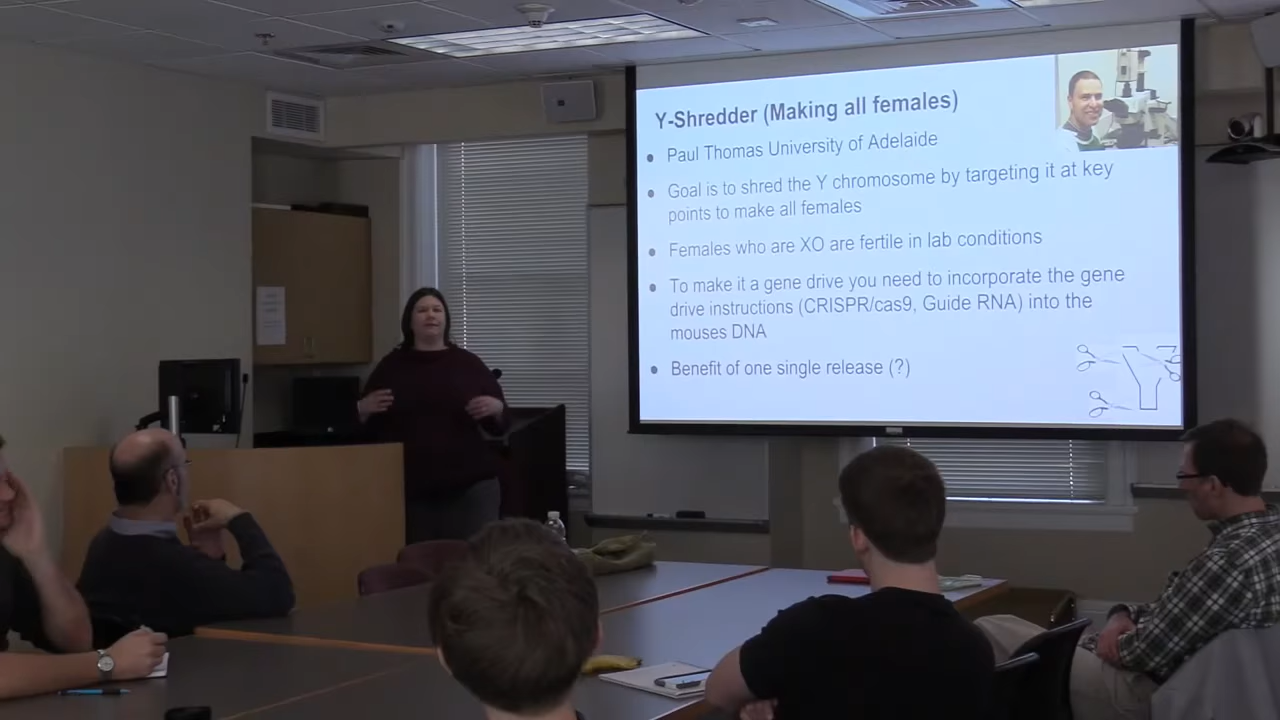 Y-Shredder (Making all females)
Paul Thomas University of Adelaide
Goal is to shred the Y chromosome by targeting it at key
points to make all females
Females who are XO are fertile in lab conditions
To make it a gene drive you need to incorporate the gene
drive instructions (CRISPR/cas9, Guide RNA) into the
mouses DNA
Benefit of one single release (?)